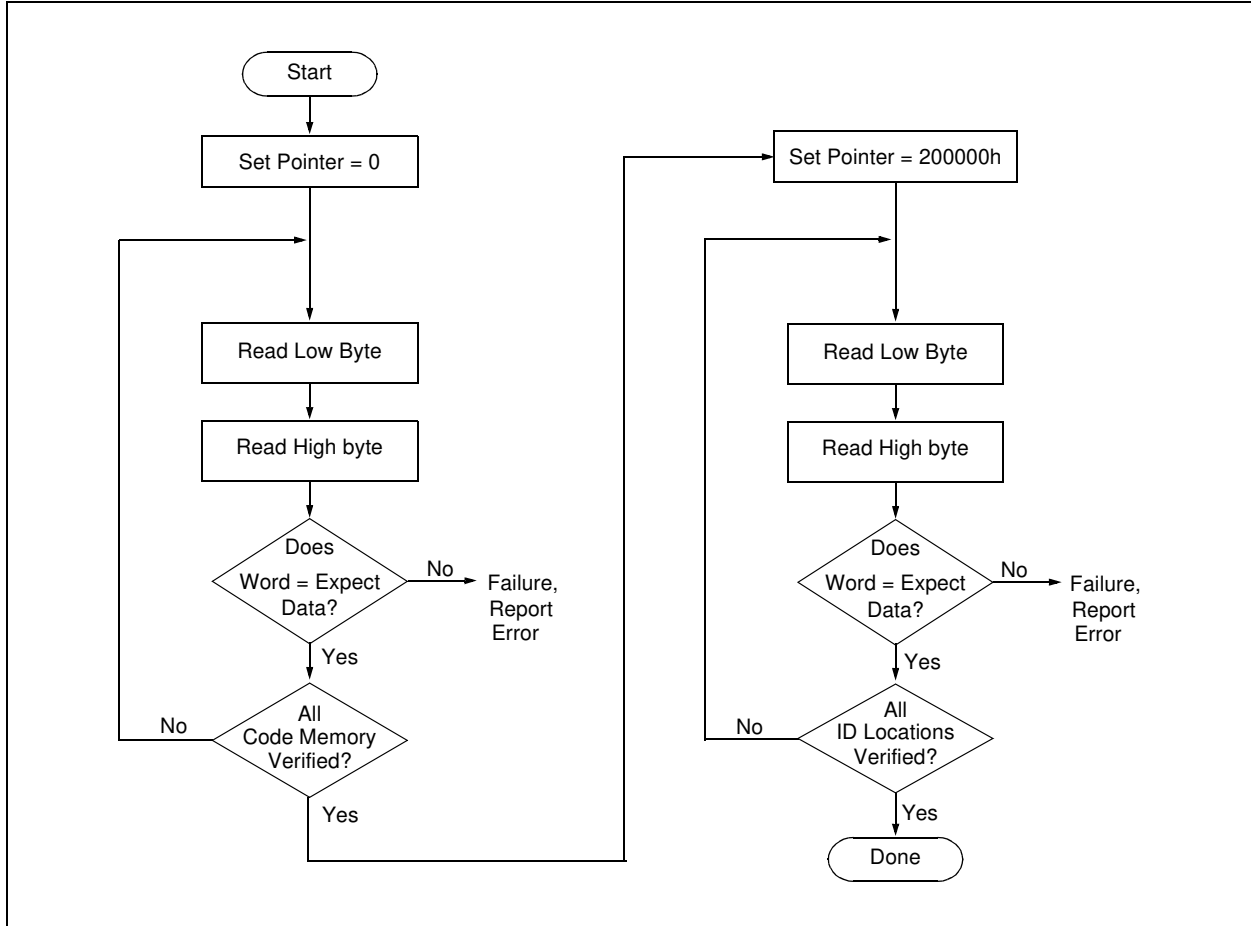 Start
Set Pointer = 0
Read Low Byte
Read High byte
Does
Word = Expect
Data?
No
Failure,
Report
Error
Yes
All
Code Memory
Verified?
No
Yes
Set Pointer = 200000h
Read Low Byte
Read High byte
Does
Word = Expect
Data?
No
Failure,
Report
Error
Yes
All
ID Locations
Verified?
No
Yes
Done